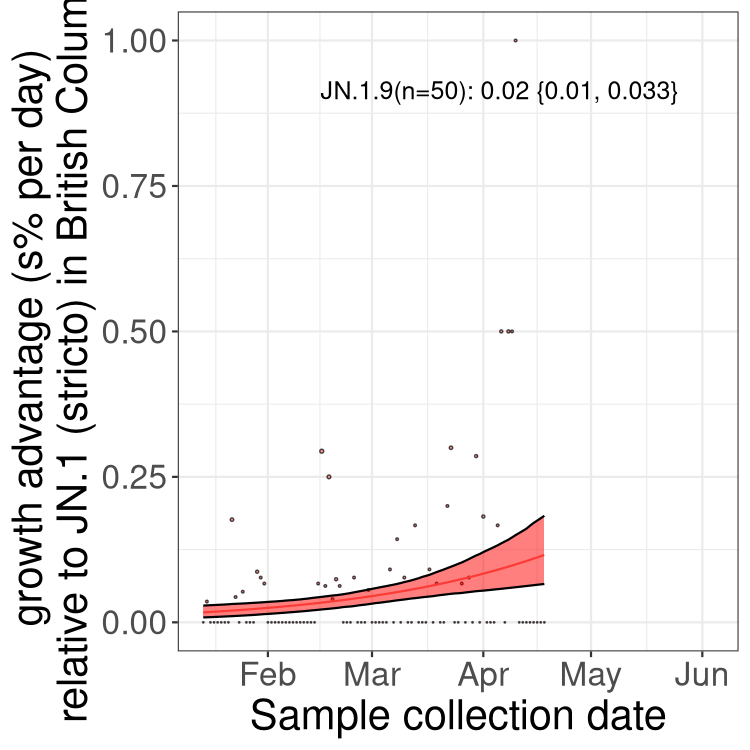 growth advantage (s% per day)
relative to JN.1 (stricto) in British Colum
1.00
0.75
0.50
0.25
0.00
JN.1.9(n=50): 0.02 {0.01, 0.033}
Feb Mar Apr May Jun
Sample collection date